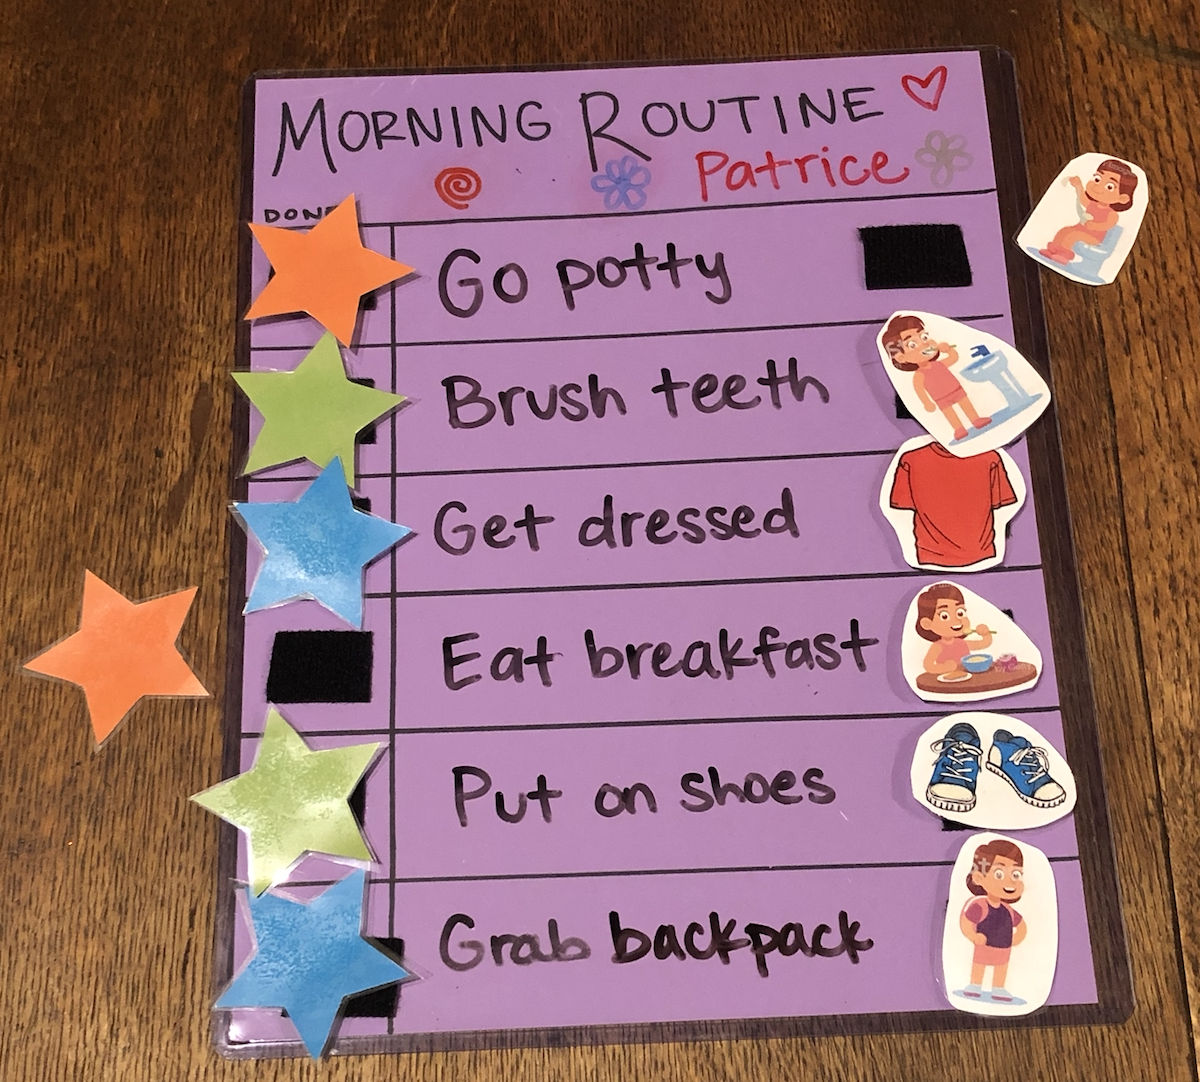 MORNING ROUTINE
Patrice
DONE
Go potty
Brush teeth
Get dressed
Eat breakfast
Put on shoes
Grab backpack